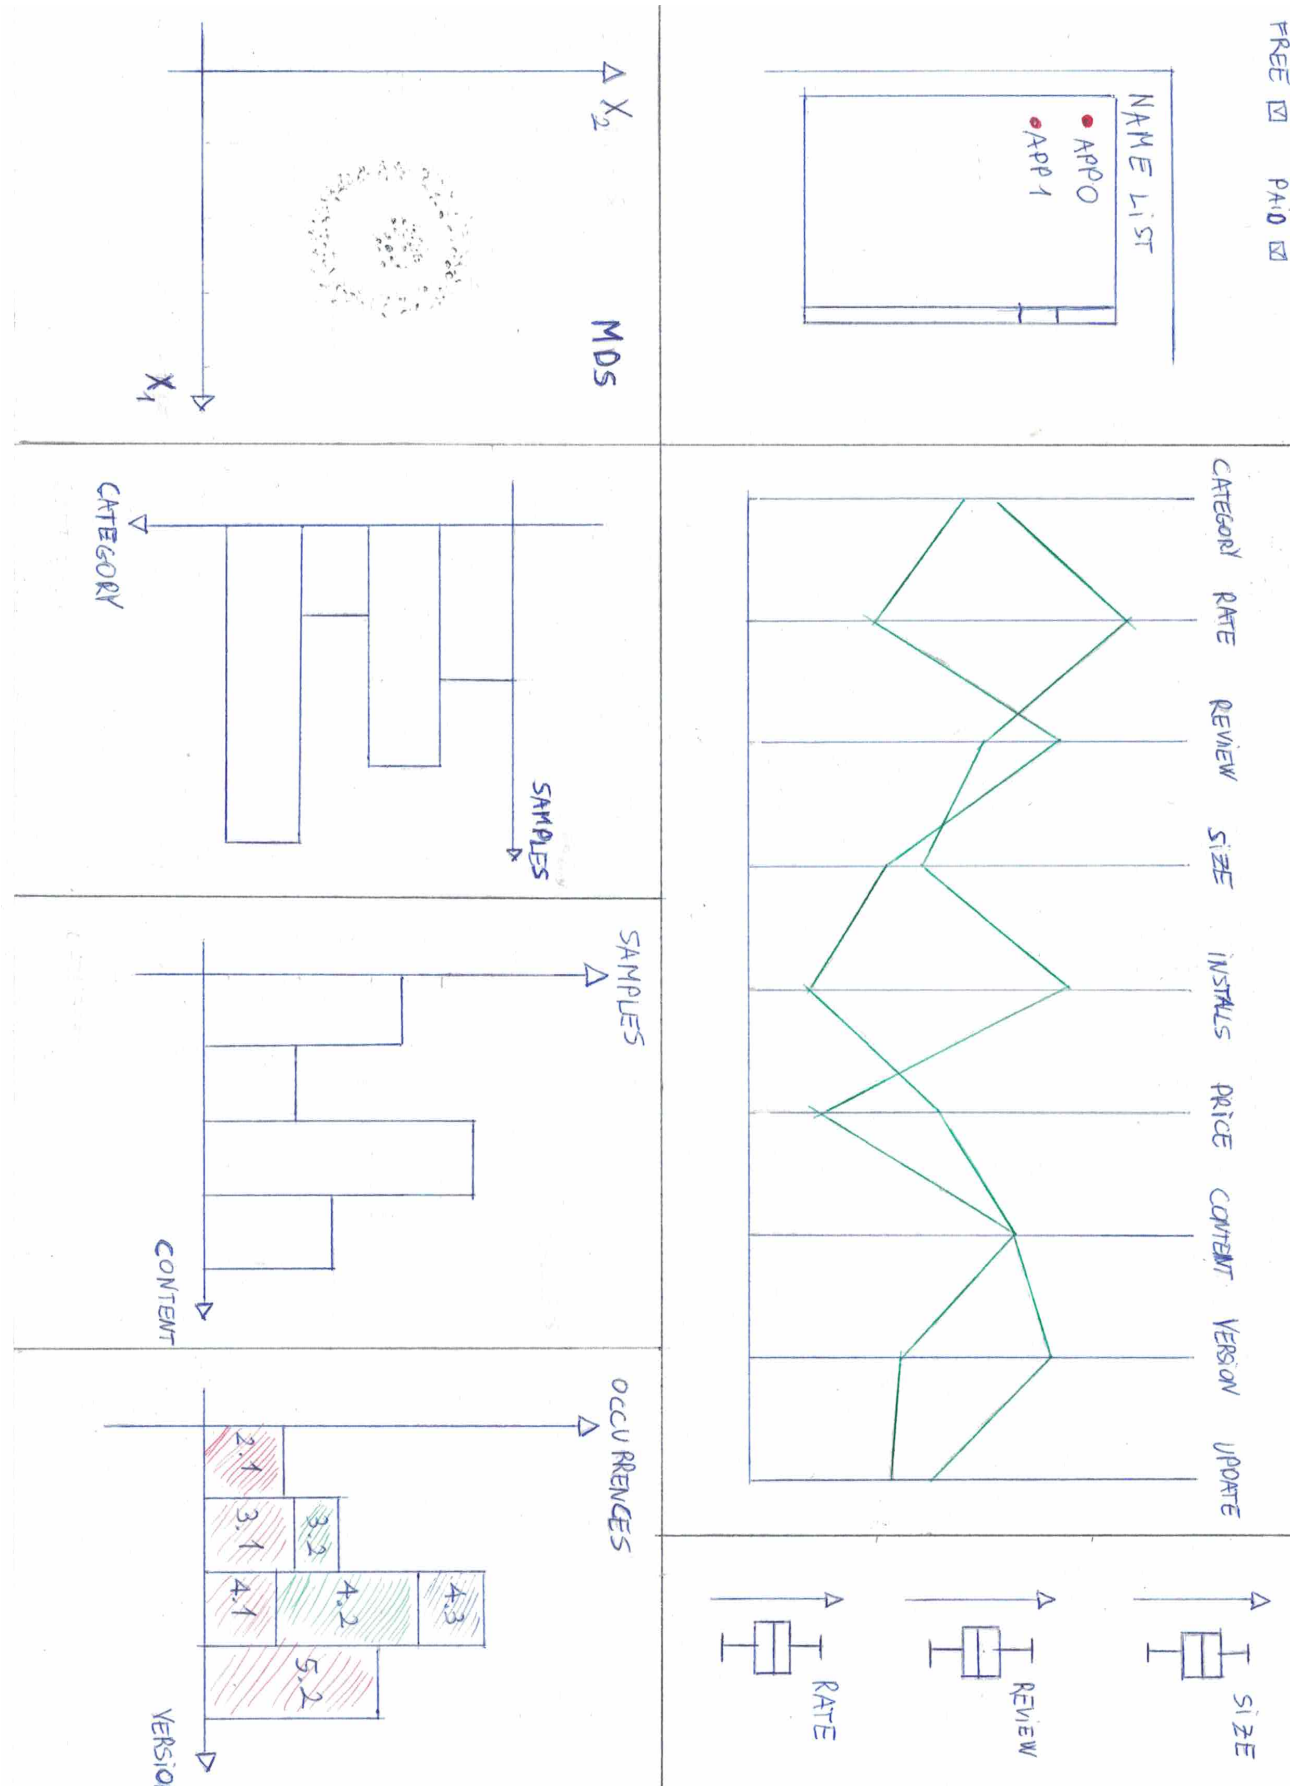 FREE ☑ PAID ☑
NAME LIST
• APP0
• APP1
CATEGORY RATE REVIEW SIZE INSTALLS PRICE CONTENT VERSION UPDATE
SIZE
REVIEW
RATE
X2
MDS
X1
SAMPLES
CATEGORY
SAMPLES
CONTENT
OCCURRENCES
4.3
4.2
3.2
2.1 3.1 4.1 5.2
VERSIO